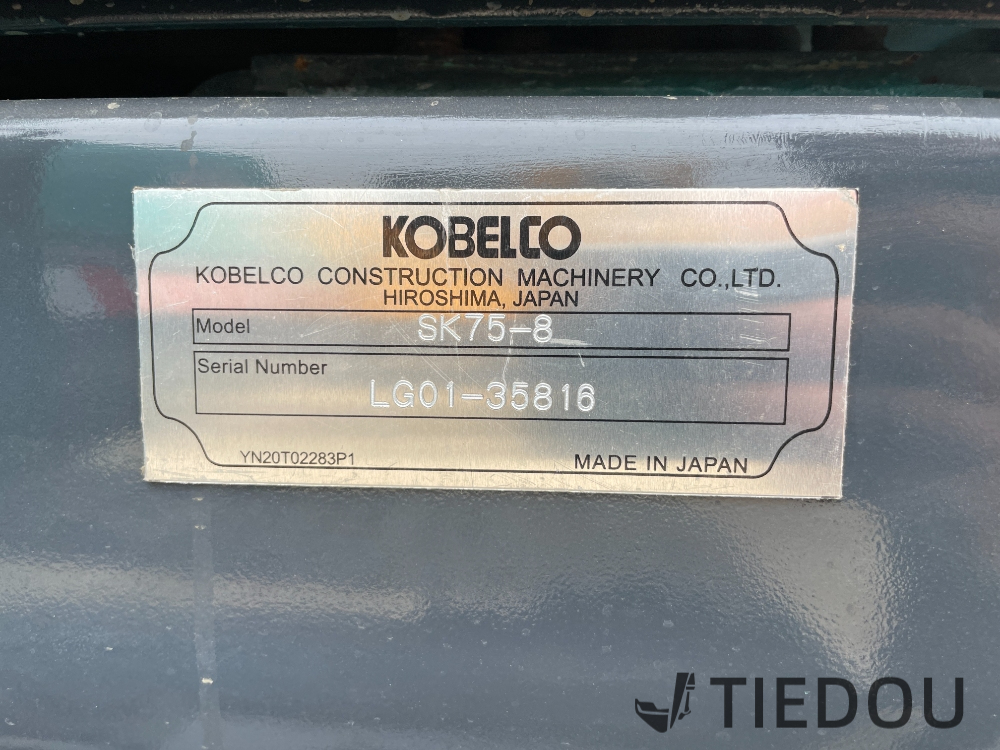 KOBELCO
KOBELCO CONSTRUCTION MACHINERY CO.,LTD.
HIROSHIMA, JAPAN
Model SK75-8
Serial Number
LG01-35816
YN20T02283P1 MADE IN JAPAN
TIEDOU